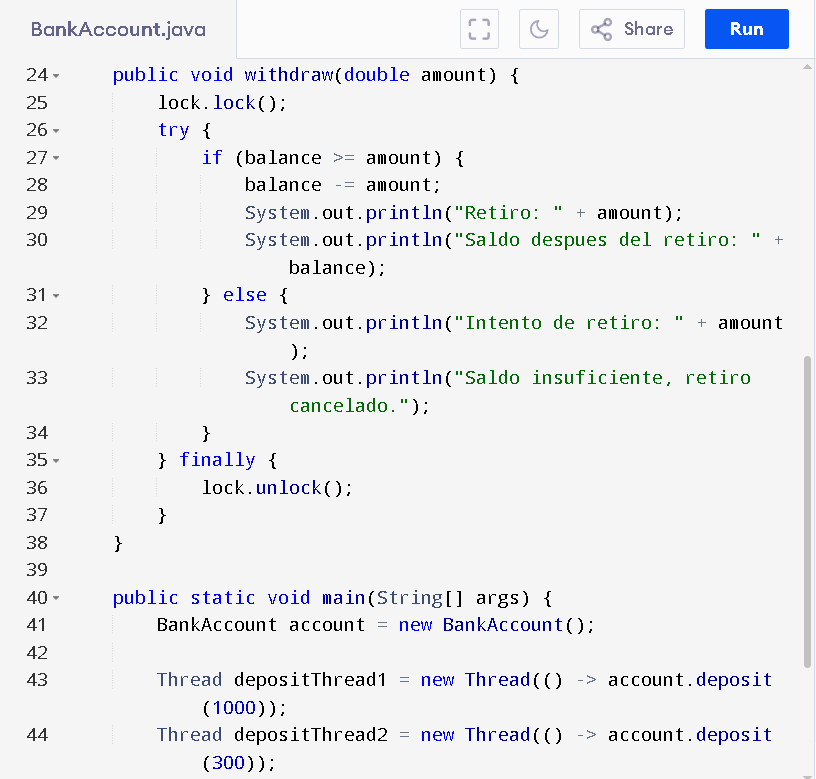 BankAccount.java
Share
Run
24 public void withdraw(double amount) {
25 lock.lock();
26 try {
27 if (balance >= amount) {
28 balance -= amount;
29 System.out.println("Retiro: " + amount);
30 System.out.println("Saldo despues del retiro: " +
balance);
31 } else {
32 System.out.println("Intento de retiro: " + amount
);
33 System.out.println("Saldo insuficiente, retiro
cancelado.");
34 }
35 } finally {
36 lock.unlock();
37 }
38 }
39
40 public static void main(String[] args) {
41 BankAccount account = new BankAccount();
42
43 Thread depositThread1 = new Thread(() -> account.deposit
(1000));
44 Thread depositThread2 = new Thread(() -> account.deposit
(300));